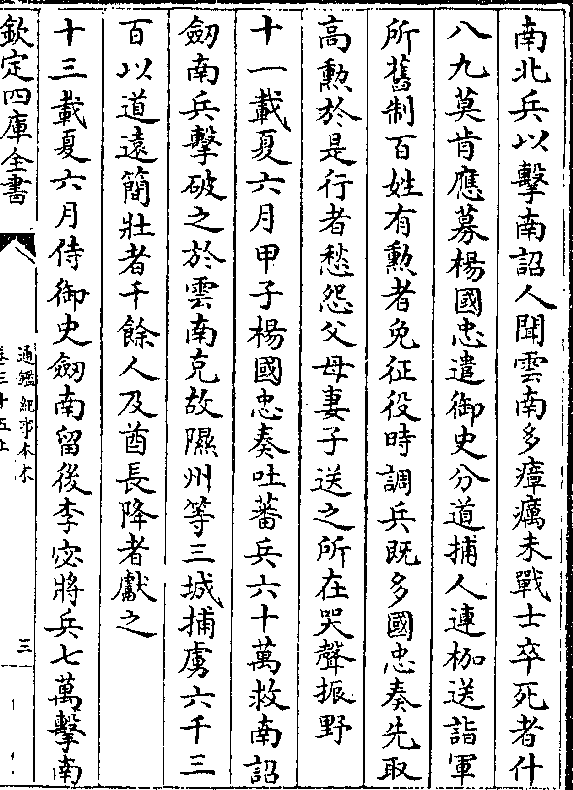 南北兵以擊南詔人聞雲南多瘴癘未戰士卒死者什
八九莫肯應募楊國忠遣御史分道捕人連枷送詣軍
所舊制百姓有勲者免征役時調兵既多國忠奏先取
高勲於是行者愁怨父母妻子送之所在哭聲振野
十一載夏六月甲子楊國忠奏吐蕃兵六十萬救南詔
劒南兵擊破之於雲南克故隰州等三城捕虜六千三
百以道遠簡壯者千餘人及酋長降者獻之
十三載夏六月侍御史劒南留後李宓將兵七萬擊南
欽定四庫全書
通鑑紀事本末
卷三十五上
三